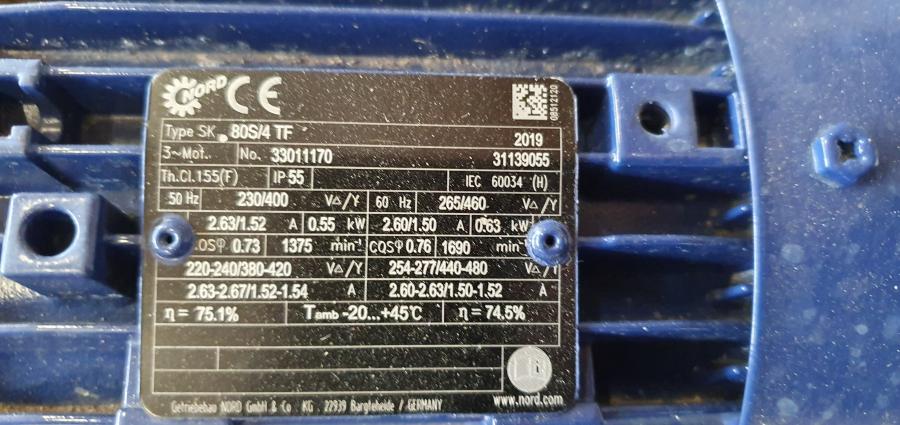 NORD CE
08512120
Type SK 80S/4 TF 2019
3~Mot. No. 33011170 31139055
Th.Cl.155(F) IP 55 IEC 60034 (H)
50 Hz 230/400 V△/Y 60 Hz 265/460 V△/Y
2.63/1.52 A 0.55 kW 2.60/1.50 A 0.63 kW
cosφ 0.73 1375 min⁻¹ cosφ 0.76 1690 min⁻
220-240/380-420 V△/Y 254-277/440-480 V△/Y
2.63-2.67/1.52-1.54 A 2.60-2.63/1.50-1.52 A
η = 75.1% Tamb -20...+45°C η = 74.5%
Getriebebau NORD GmbH & Co . KG . 22939 Bargteheide / GERMANY www.nord.com